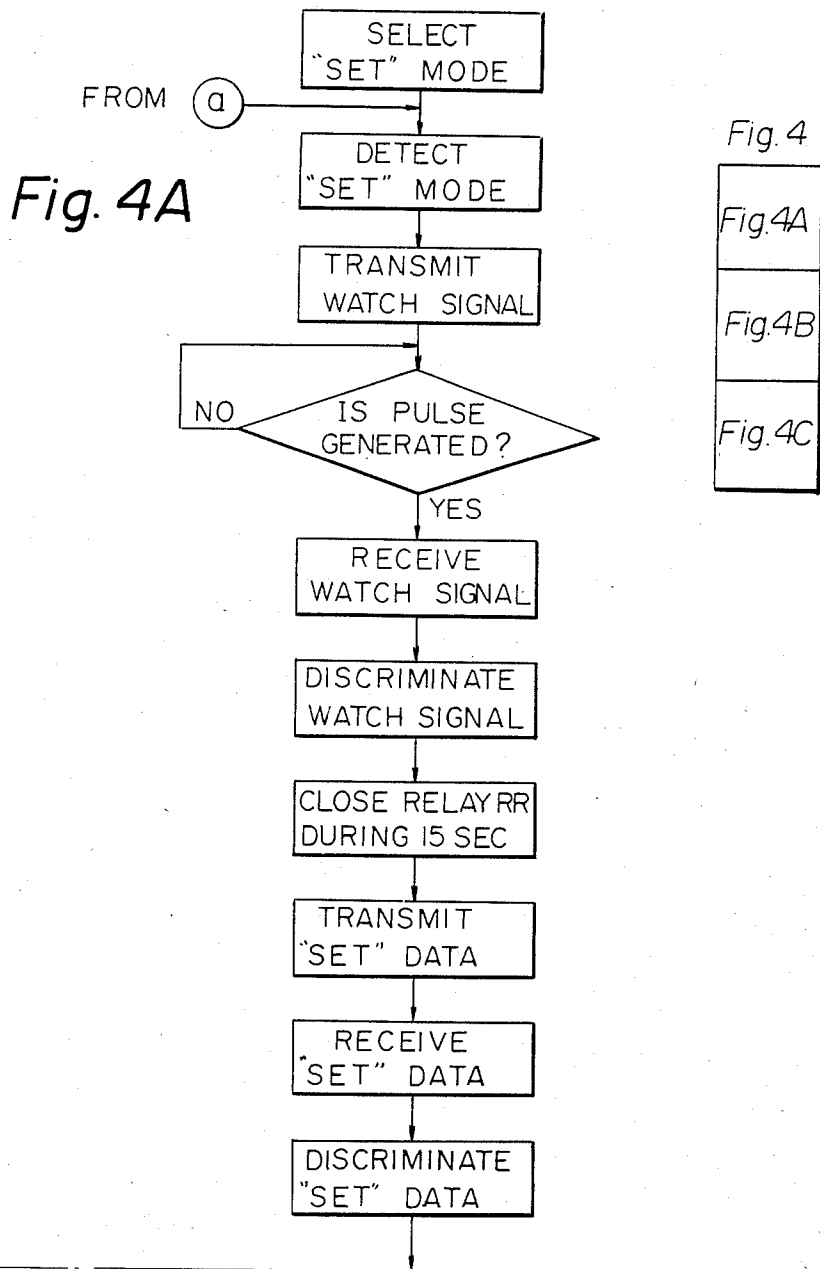 SELECT
"SET" MODE
FROM a
DETECT
"SET" MODE
Fig. 4A
TRANSMIT
WATCH SIGNAL
NO
IS PULSE
GENERATED?
YES
RECEIVE
WATCH SIGNAL
DISCRIMINATE
WATCH SIGNAL
CLOSE RELAY RR
DURING 15 SEC
TRANSMIT
"SET" DATA
RECEIVE
"SET" DATA
DISCRIMINATE
"SET" DATA
Fig. 4
Fig. 4A
Fig. 4B
Fig. 4C